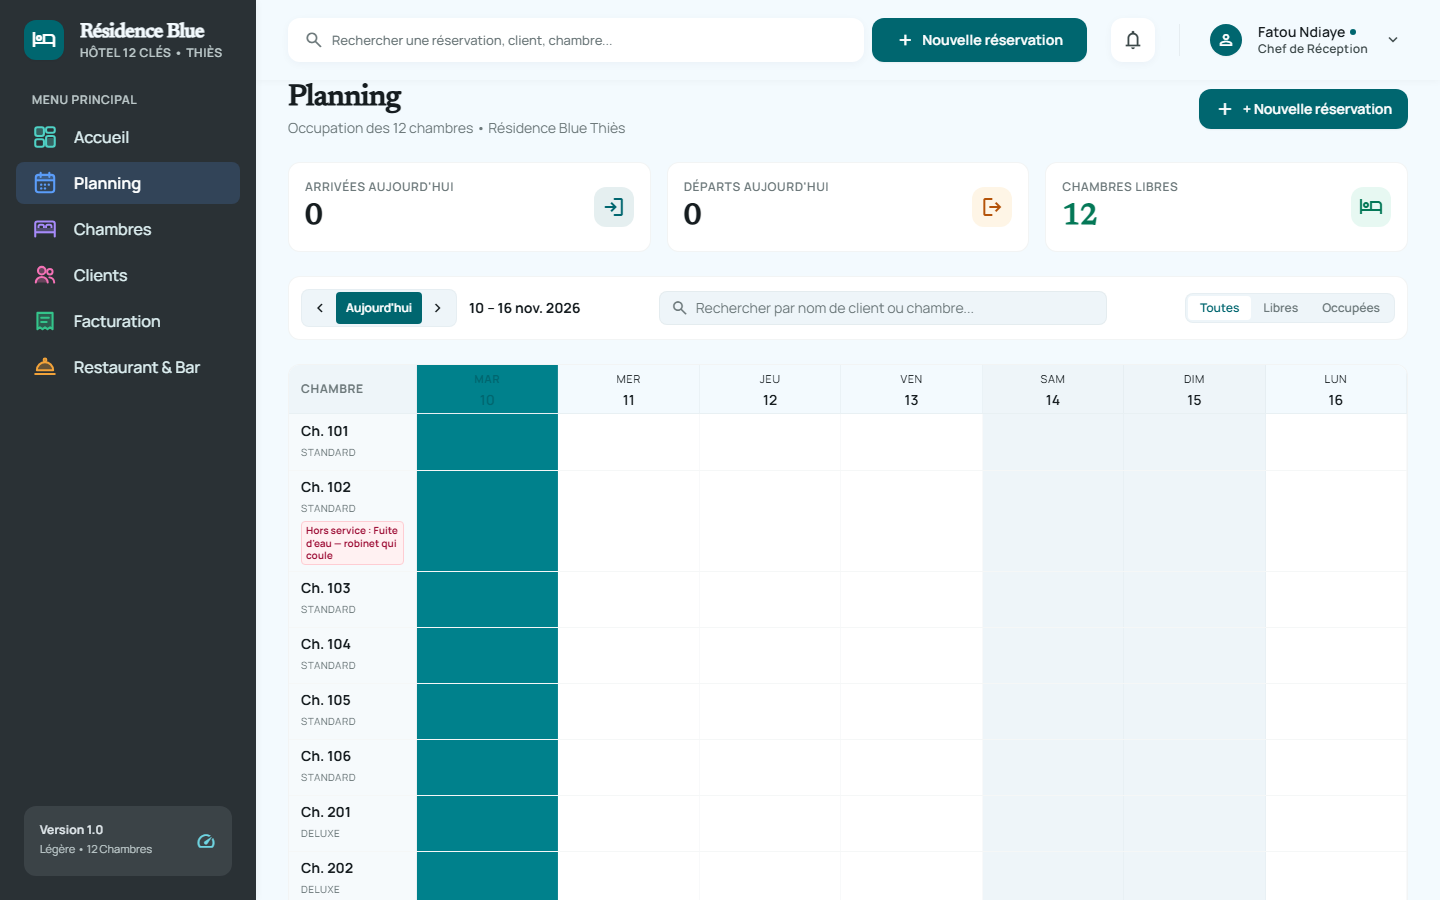 Résidence Blue
HÔTEL 12 CLÉS • THIÈS
MENU PRINCIPAL
Accueil
Planning
Chambres
Clients
Facturation
Restaurant & Bar
Version 1.0
Légère • 12 Chambres
Rechercher une réservation, client, chambre...
Nouvelle réservation
Fatou Ndiaye
Chef de Réception
Planning
Occupation des 12 chambres • Résidence Blue Thiès
+ Nouvelle réservation
ARRIVÉES AUJOURD'HUI
0
DÉPARTS AUJOURD'HUI
0
CHAMBRES LIBRES
12
Aujourd'hui
10 – 16 nov. 2026
Rechercher par nom de client ou chambre...
Toutes
Libres
Occupées
CHAMBRE
MAR
10
MER
11
JEU
12
VEN
13
SAM
14
DIM
15
LUN
16
Ch. 101
STANDARD
Ch. 102
STANDARD
Hors service : Fuite
d'eau — robinet qui
coule
Ch. 103
STANDARD
Ch. 104
STANDARD
Ch. 105
STANDARD
Ch. 106
STANDARD
Ch. 201
DELUXE
Ch. 202
DELUXE